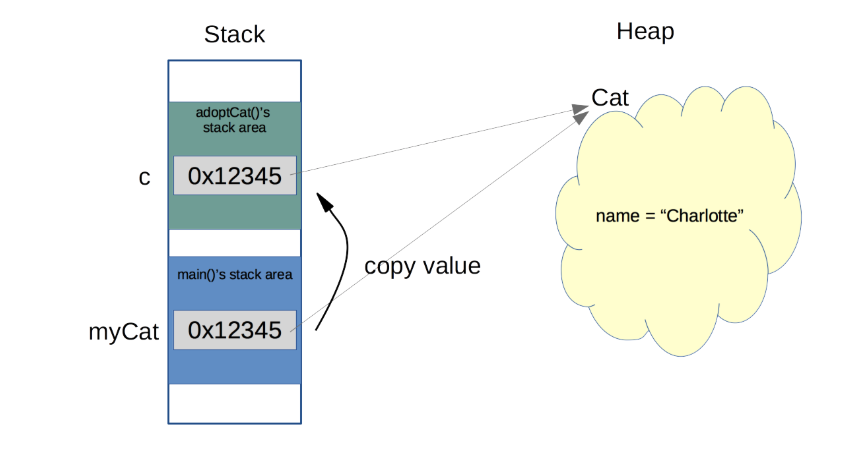 Stack
Heap
Cat
adoptCat()'s
stack area
c
0x12345
name = “Charlotte”
copy value
main()'s stack area
myCat
0x12345